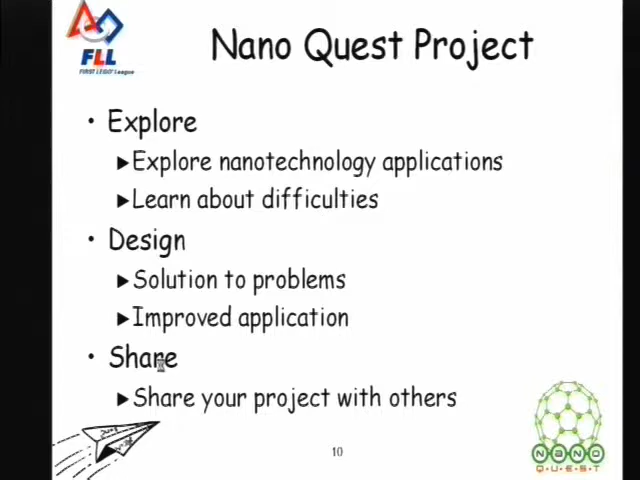 FLL
FIRST LEGO League
Nano Quest Project
• Explore
▶Explore nanotechnology applications
▶Learn about difficulties
• Design
▶Solution to problems
▶Improved application
• Share
▶Share your project with others
10
NANO
QUEST